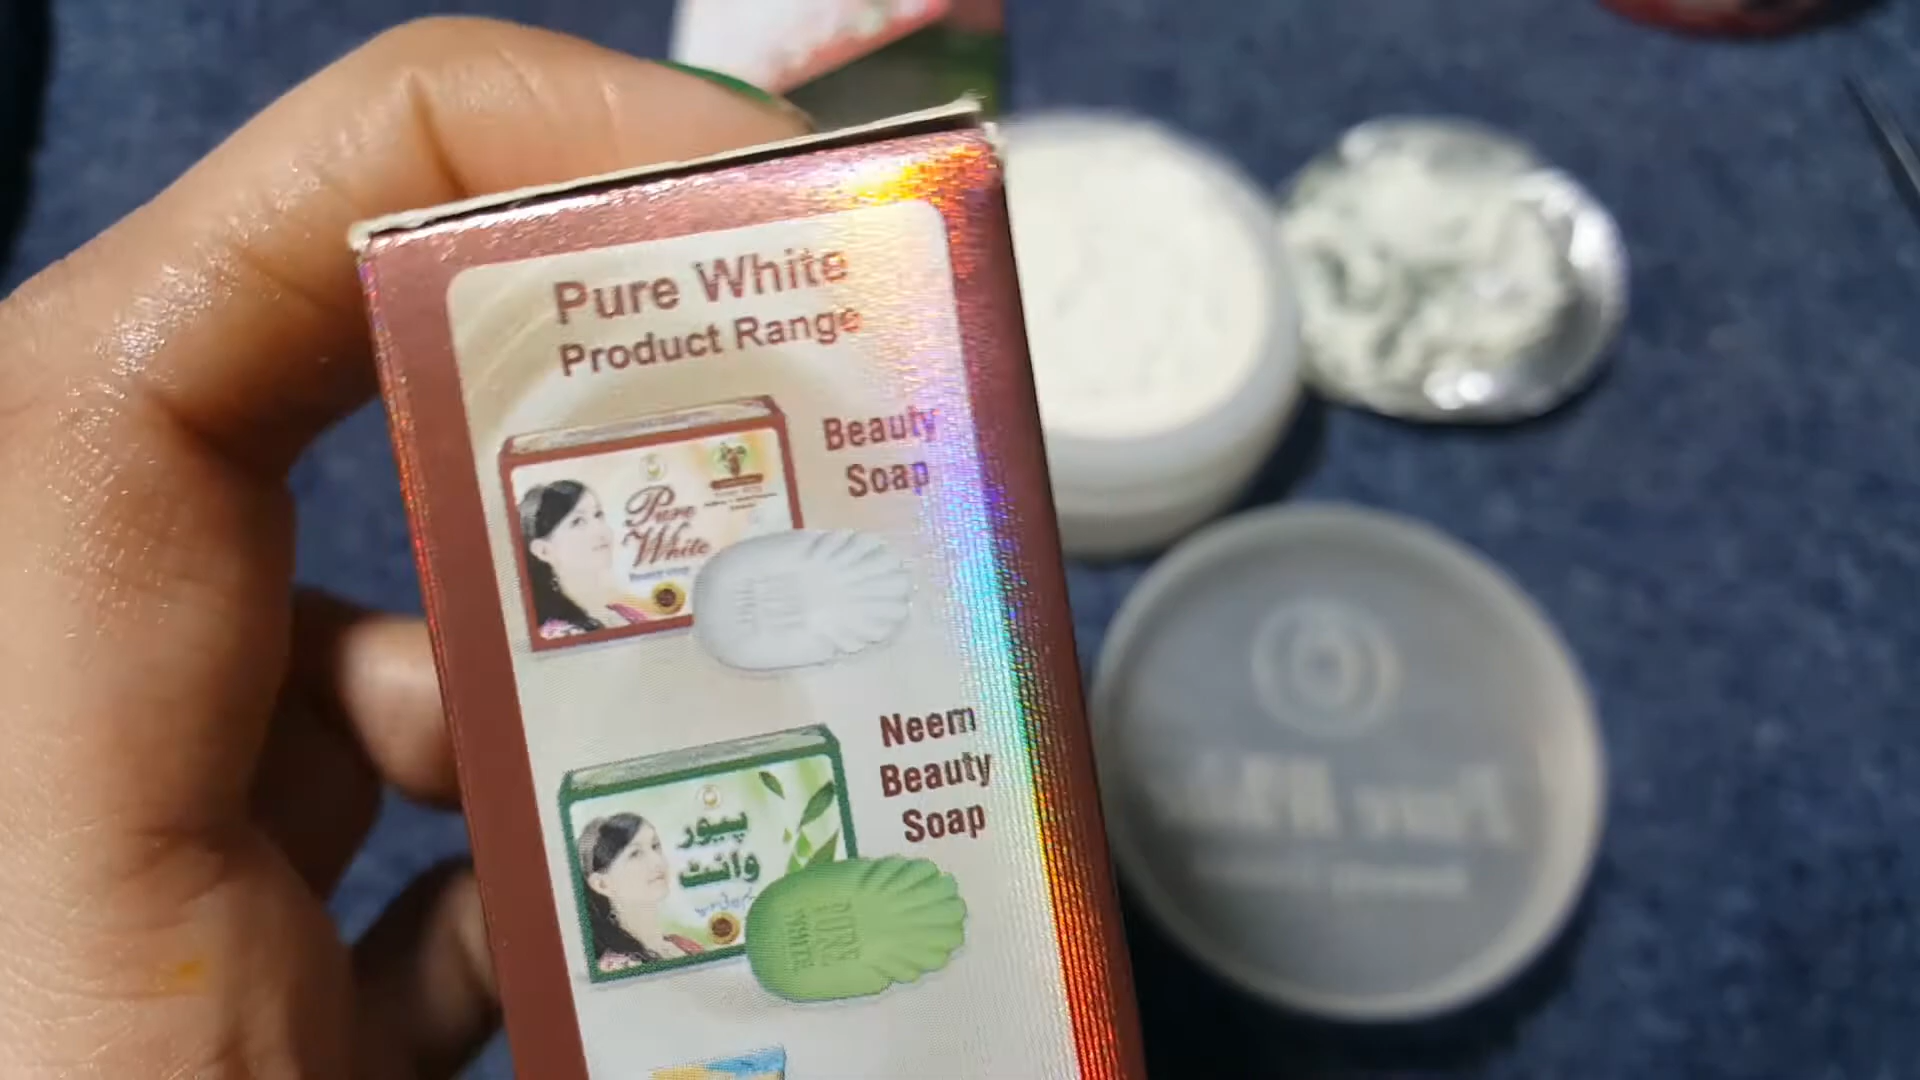 Pure White
Product Range
Beauty
Soap
Pure
White
Neem
Beauty
Soap
پیور
وائٹ
PURE
WHITE